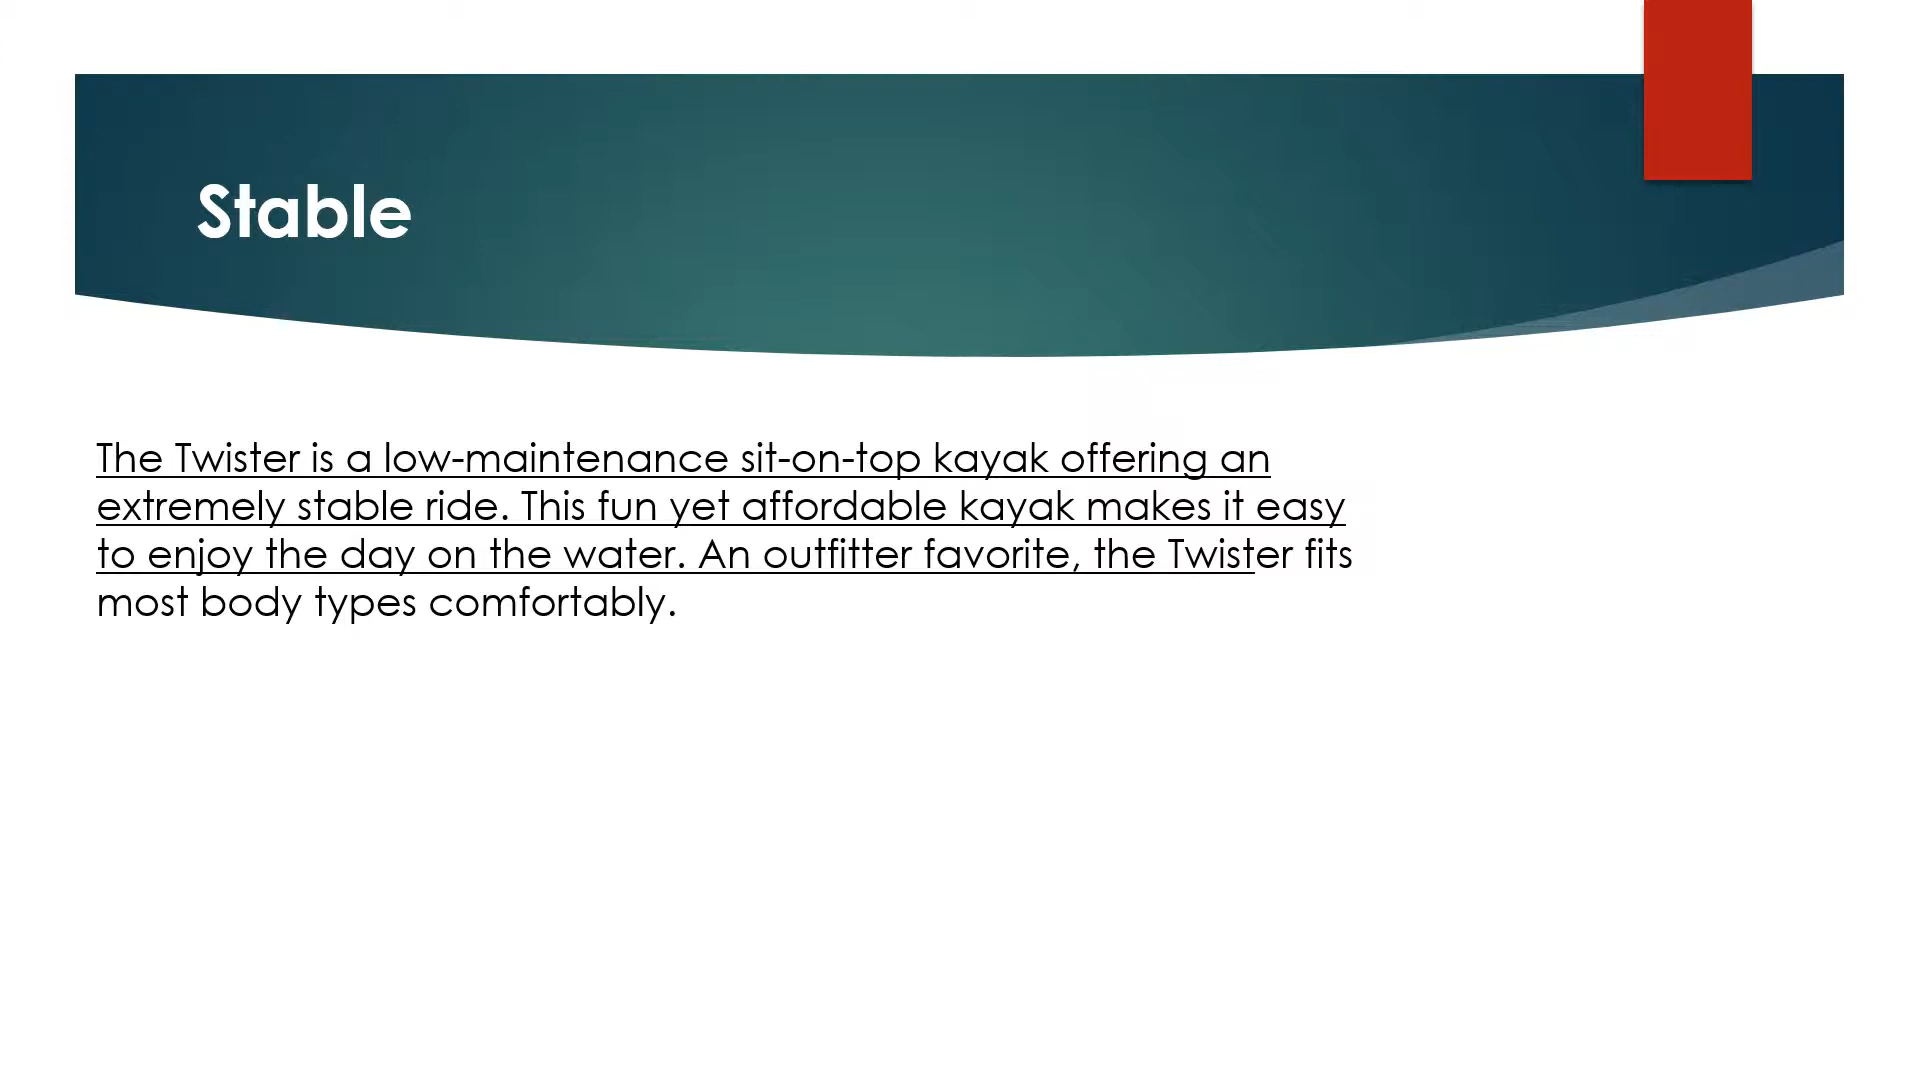 Stable
The Twister is a low-maintenance sit-on-top kayak offering an
extremely stable ride. This fun yet affordable kayak makes it easy
to enjoy the day on the water. An outfitter favorite, the Twister fits
most body types comfortably.